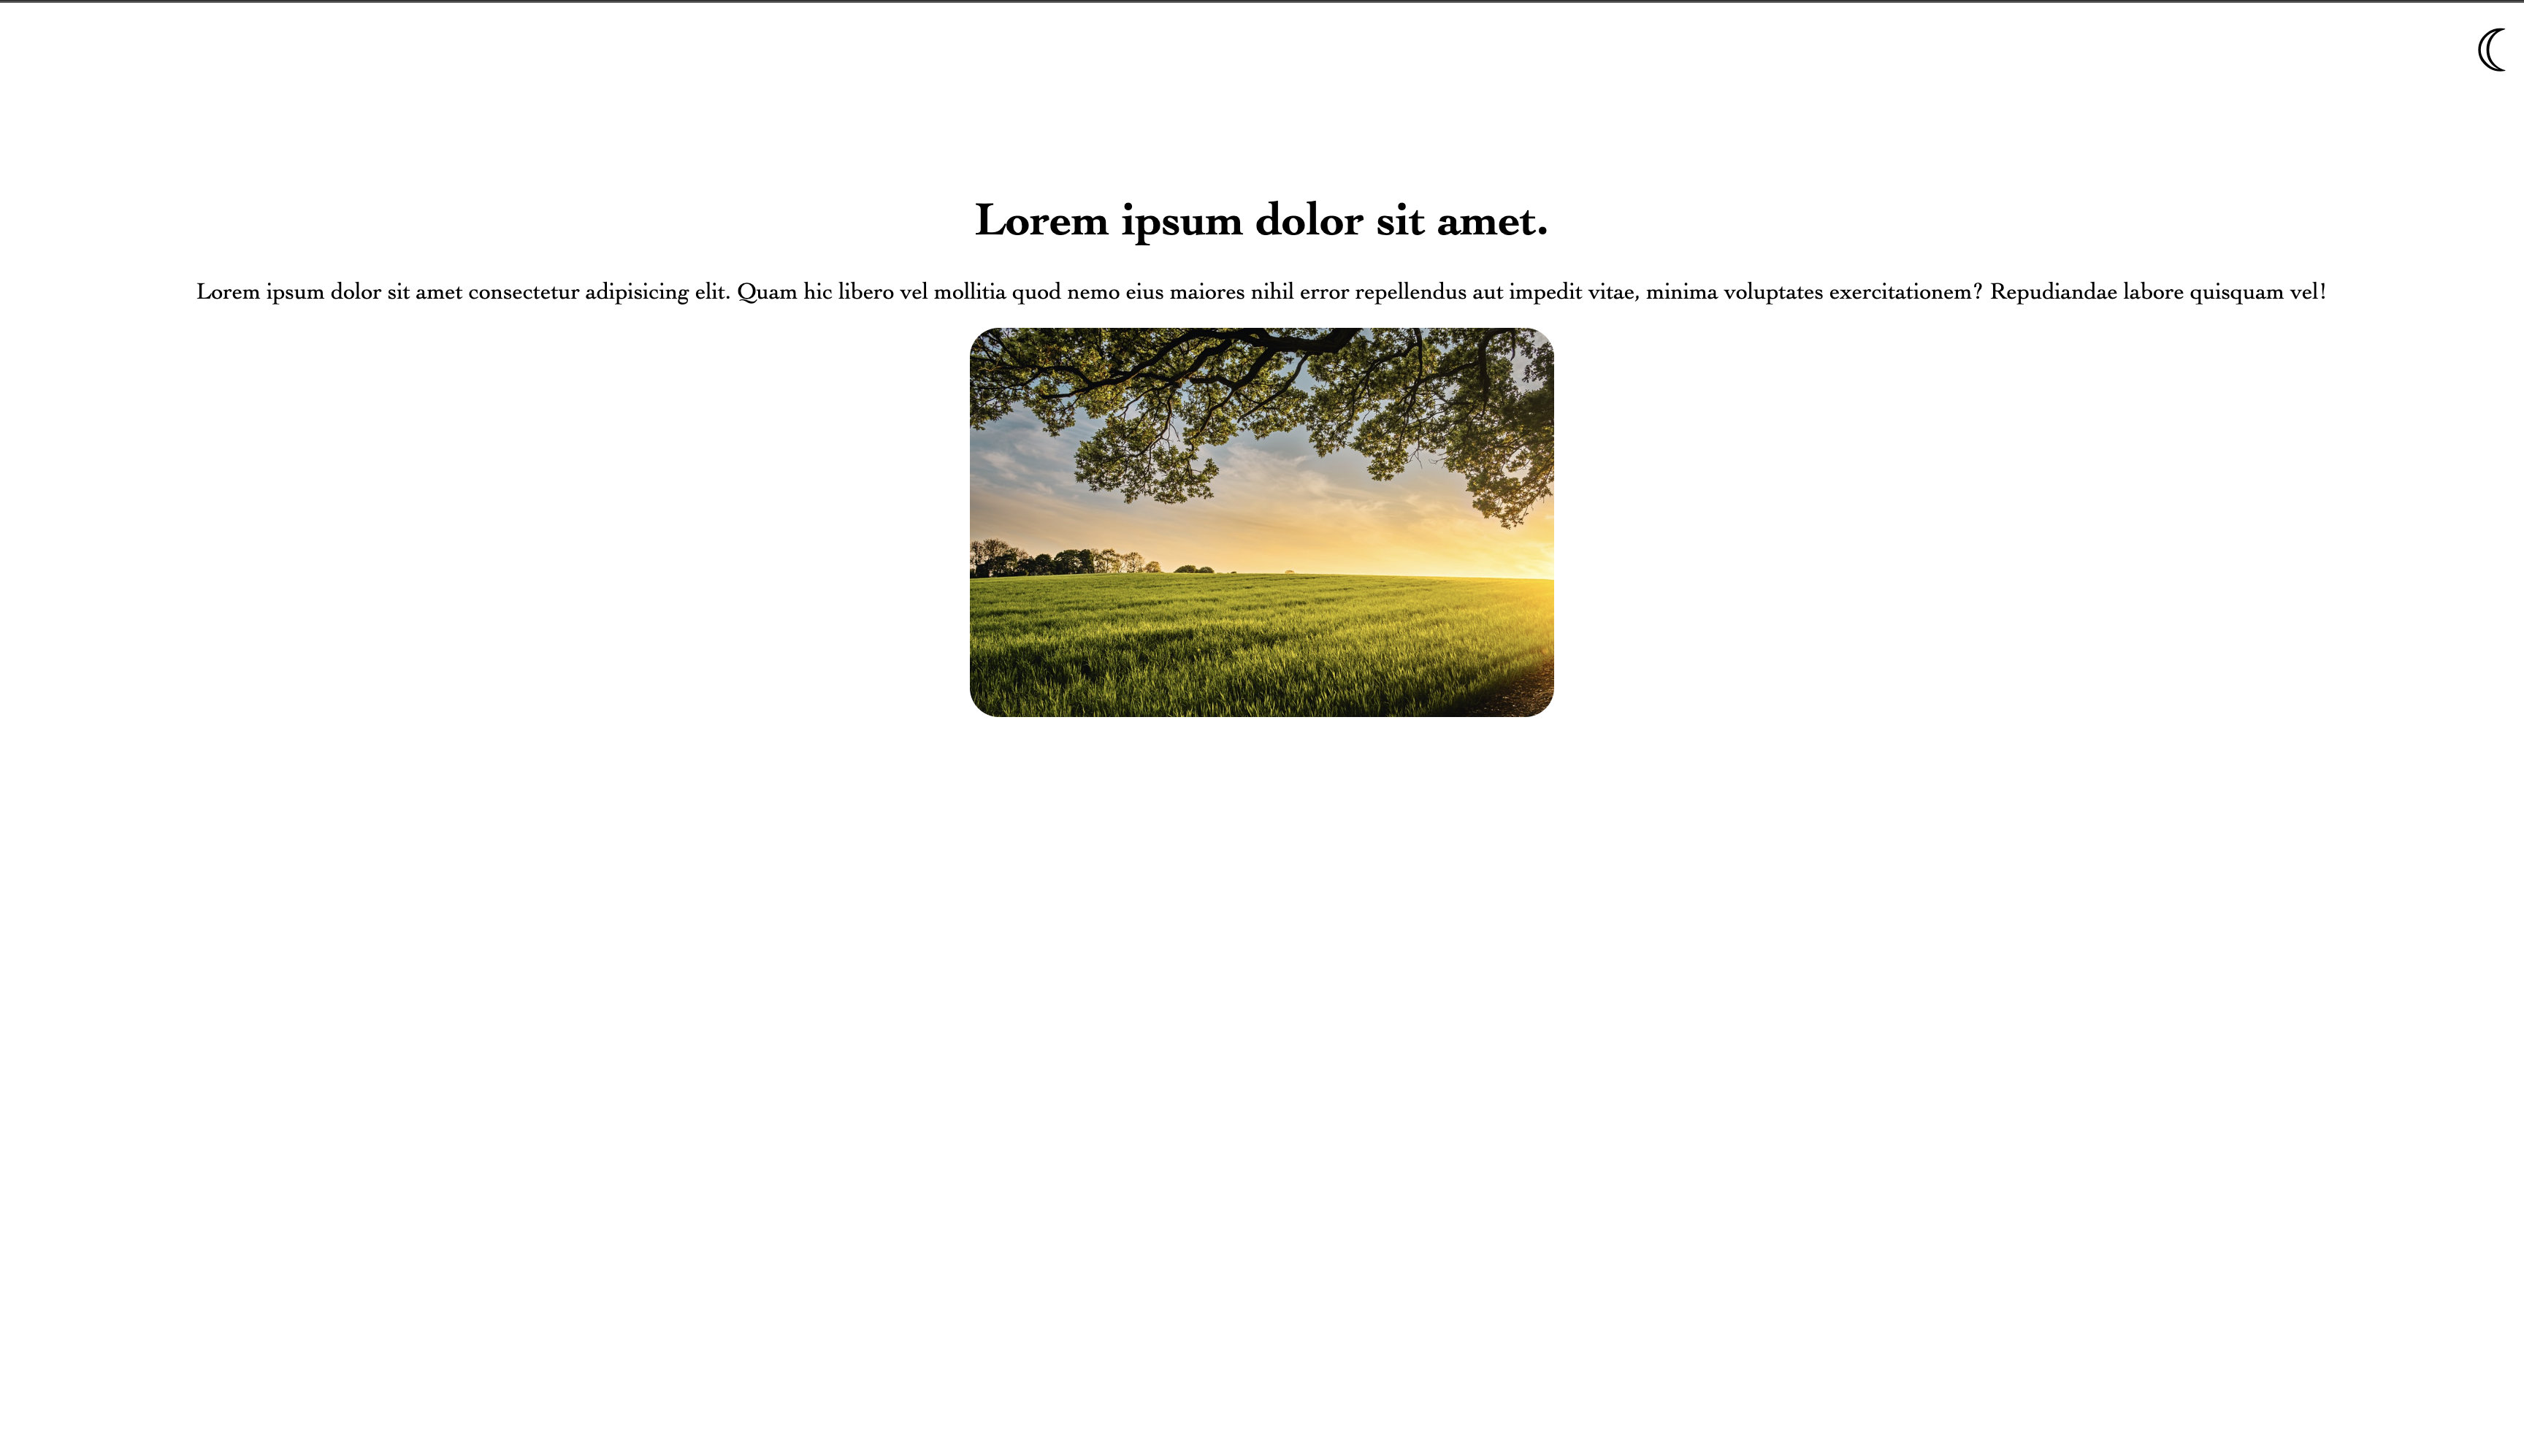 Lorem ipsum dolor sit amet.
Lorem ipsum dolor sit amet consectetur adipisicing elit. Quam hic libero vel mollitia quod nemo eius maiores nihil error repellendus aut impedit vitae, minima voluptates exercitationem? Repudiandae labore quisquam vel!